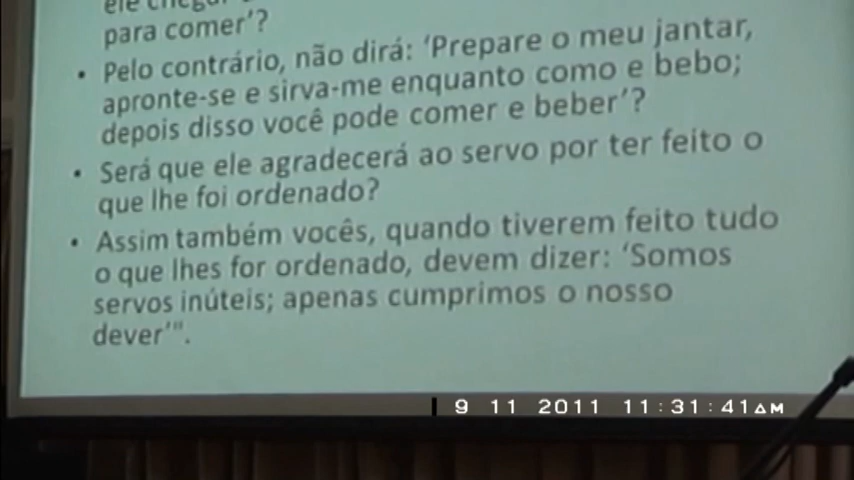 ele chegar
para comer'?
• Pelo contrário, não dirá: 'Prepare o meu jantar,
apronte-se e sirva-me enquanto como e bebo;
depois disso você pode comer e beber'?
• Será que ele agradecerá ao servo por ter feito o
que lhe foi ordenado?
• Assim também vocês, quando tiverem feito tudo
o que lhes for ordenado, devem dizer: 'Somos
servos inúteis; apenas cumprimos o nosso
dever'".
9 11 2011 11:31:41AM